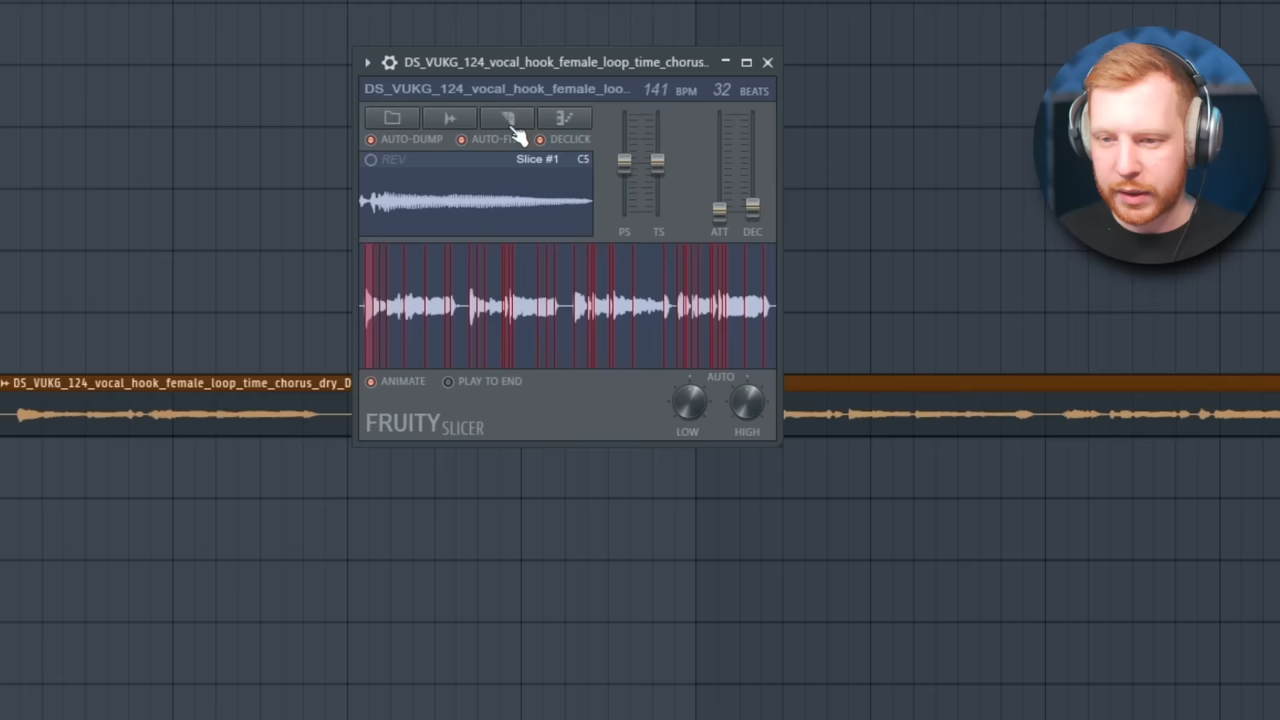 DS_VUKG_124_vocal_hook_female_loop_time_chorus..
DS_VUKG_124_vocal_hook_female_loo.. 141 BPM 32 BEATS
AUTO-DUMP DECLICK
REV Slice #1 C5
PS TS ATT DEC
DS_VUKG_124_vocal_hook_female_loop_time_chorus_dry_D
ANIMATE PLAY TO END AUTO
FRUITY SLICER
LOW HIGH